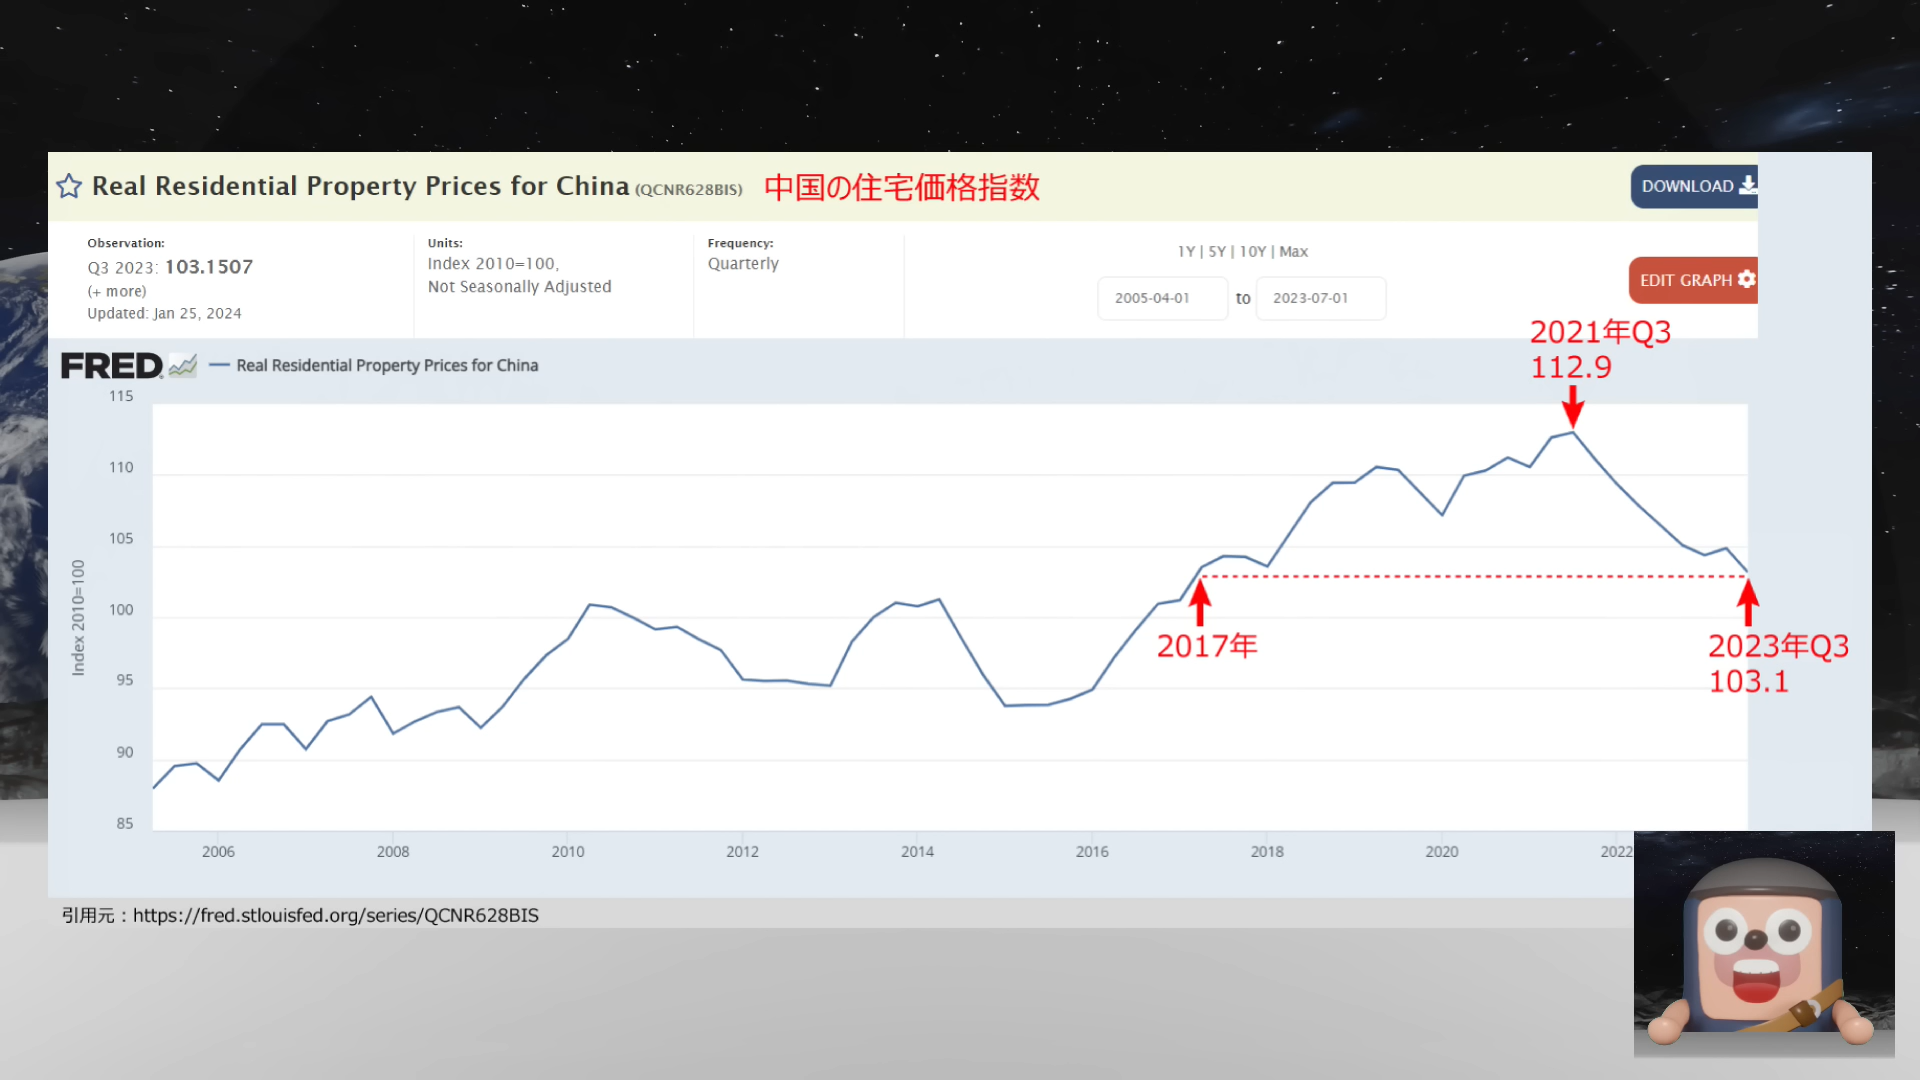 Real Residential Property Prices for China (QCNR628BIS) 中国の住宅価格指数
DOWNLOAD
Observation:
Q3 2023: 103.1507
(+ more)
Updated: Jan 25, 2024
Units:
Index 2010=100,
Not Seasonally Adjusted
Frequency:
Quarterly
1Y | 5Y | 10Y | Max
2005-04-01 to 2023-07-01
EDIT GRAPH
2021年Q3
112.9
FRED
Real Residential Property Prices for China
115
110
105
100
95
90
85
Index 2010=100
2017年
2023年Q3
103.1
2006 2008 2010 2012 2014 2016 2018 2020 2022
引用元：https://fred.stlouisfed.org/series/QCNR628BIS